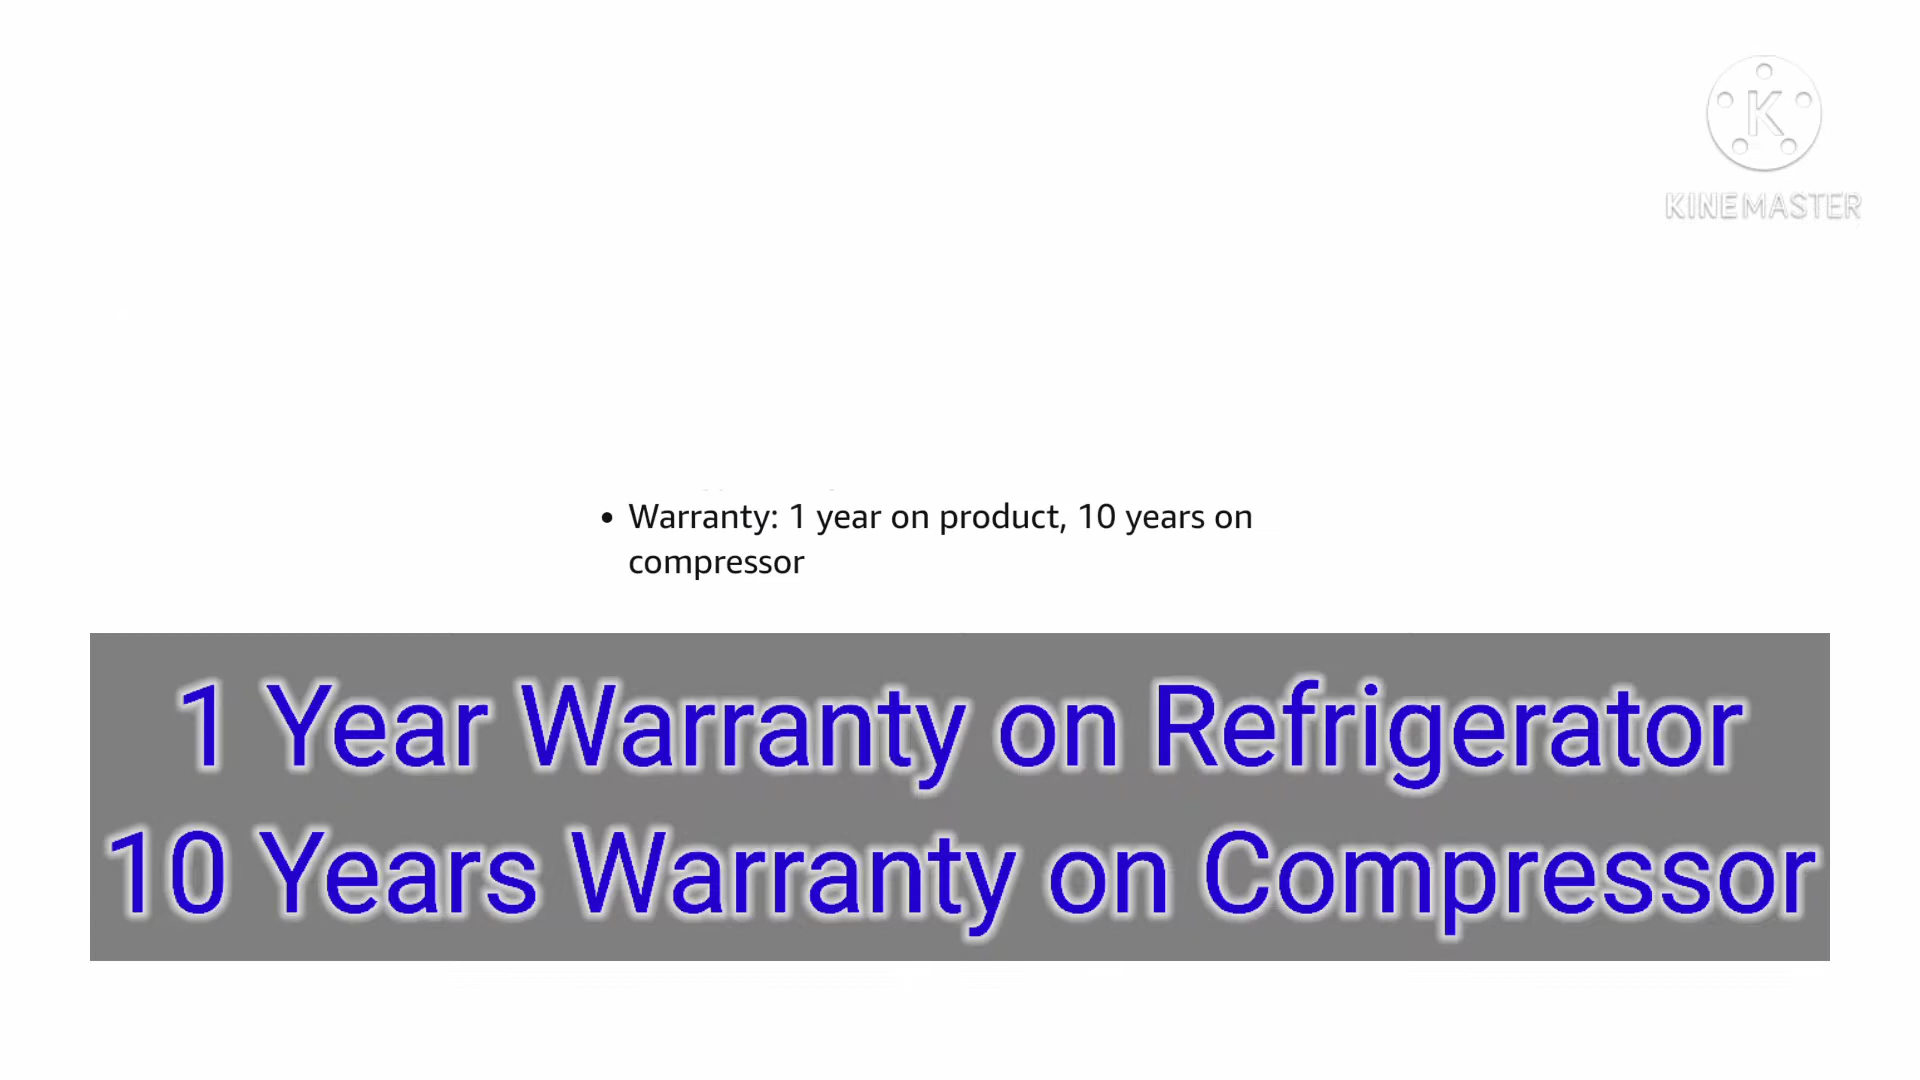 K
KINEMASTER
• Warranty: 1 year on product, 10 years on
compressor
1 Year Warranty on Refrigerator
10 Years Warranty on Compressor